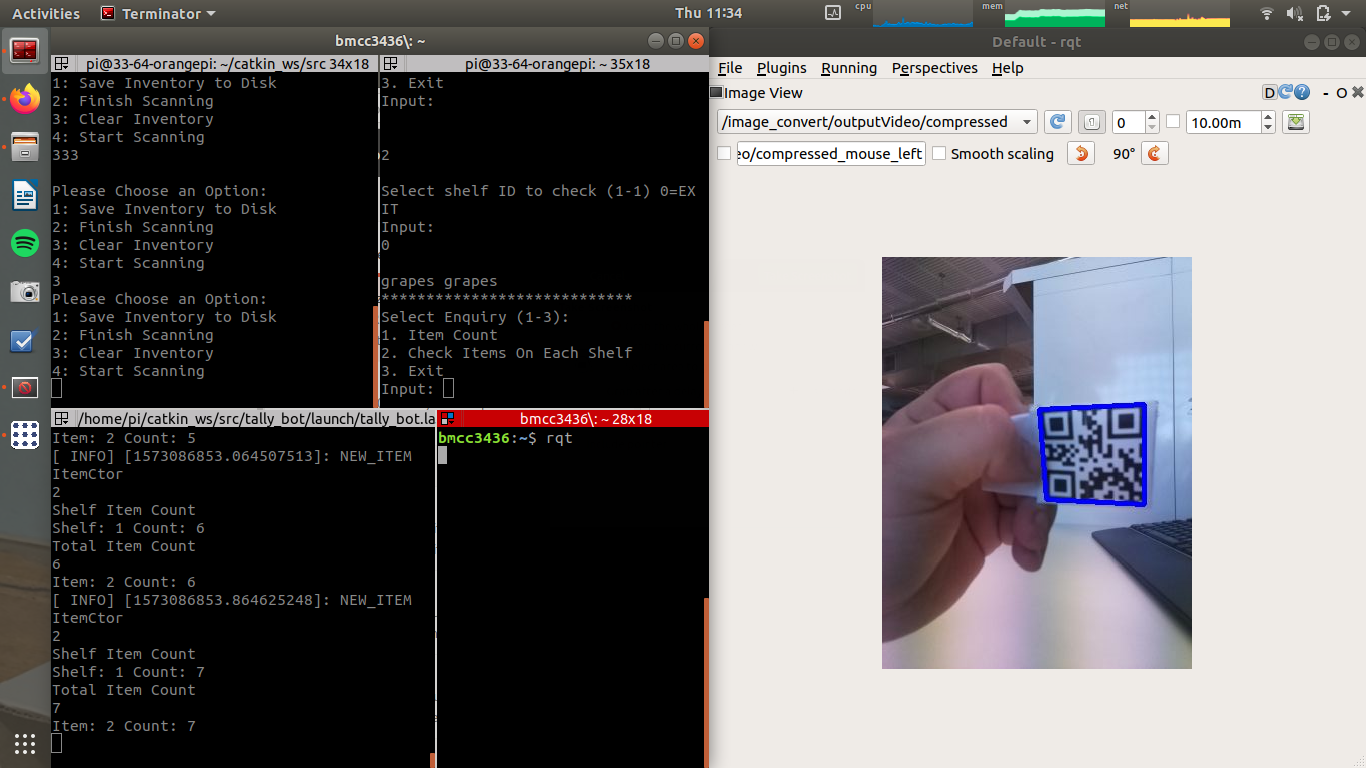 Activities
Terminator
Thu 11:34
cpu
mem
net
bmcc3436\: ~
Default - rqt
pi@33-64-orangepi: ~/catkin_ws/src 34x18
1: Save Inventory to Disk
2: Finish Scanning
3: Clear Inventory
4: Start Scanning
333
Please Choose an Option:
1: Save Inventory to Disk
2: Finish Scanning
3: Clear Inventory
4: Start Scanning
3
Please Choose an Option:
1: Save Inventory to Disk
2: Finish Scanning
3: Clear Inventory
4: Start Scanning
pi@33-64-orangepi: ~ 35x18
3. Exit
Input:
2
Select shelf ID to check (1-1) 0=EX
IT
Input:
0
grapes grapes
****************************
Select Enquiry (1-3):
1. Item Count
2. Check Items On Each Shelf
3. Exit
Input:
/home/pi/catkin_ws/src/tally_bot/launch/tally_bot.la
Item: 2 Count: 5
[ INFO] [1573086853.064507513]: NEW_ITEM
ItemCtor
2
Shelf Item Count
Shelf: 1 Count: 6
Total Item Count
6
Item: 2 Count: 6
[ INFO] [1573086853.864625248]: NEW_ITEM
ItemCtor
2
Shelf Item Count
Shelf: 1 Count: 7
Total Item Count
7
Item: 2 Count: 7
bmcc3436\: ~ 28x18
bmcc3436:~$ rqt
File Plugins Running Perspectives Help
Image View
D - O
/image_convert/outputVideo/compressed 0 10.00m
eo/compressed_mouse_left Smooth scaling 90°